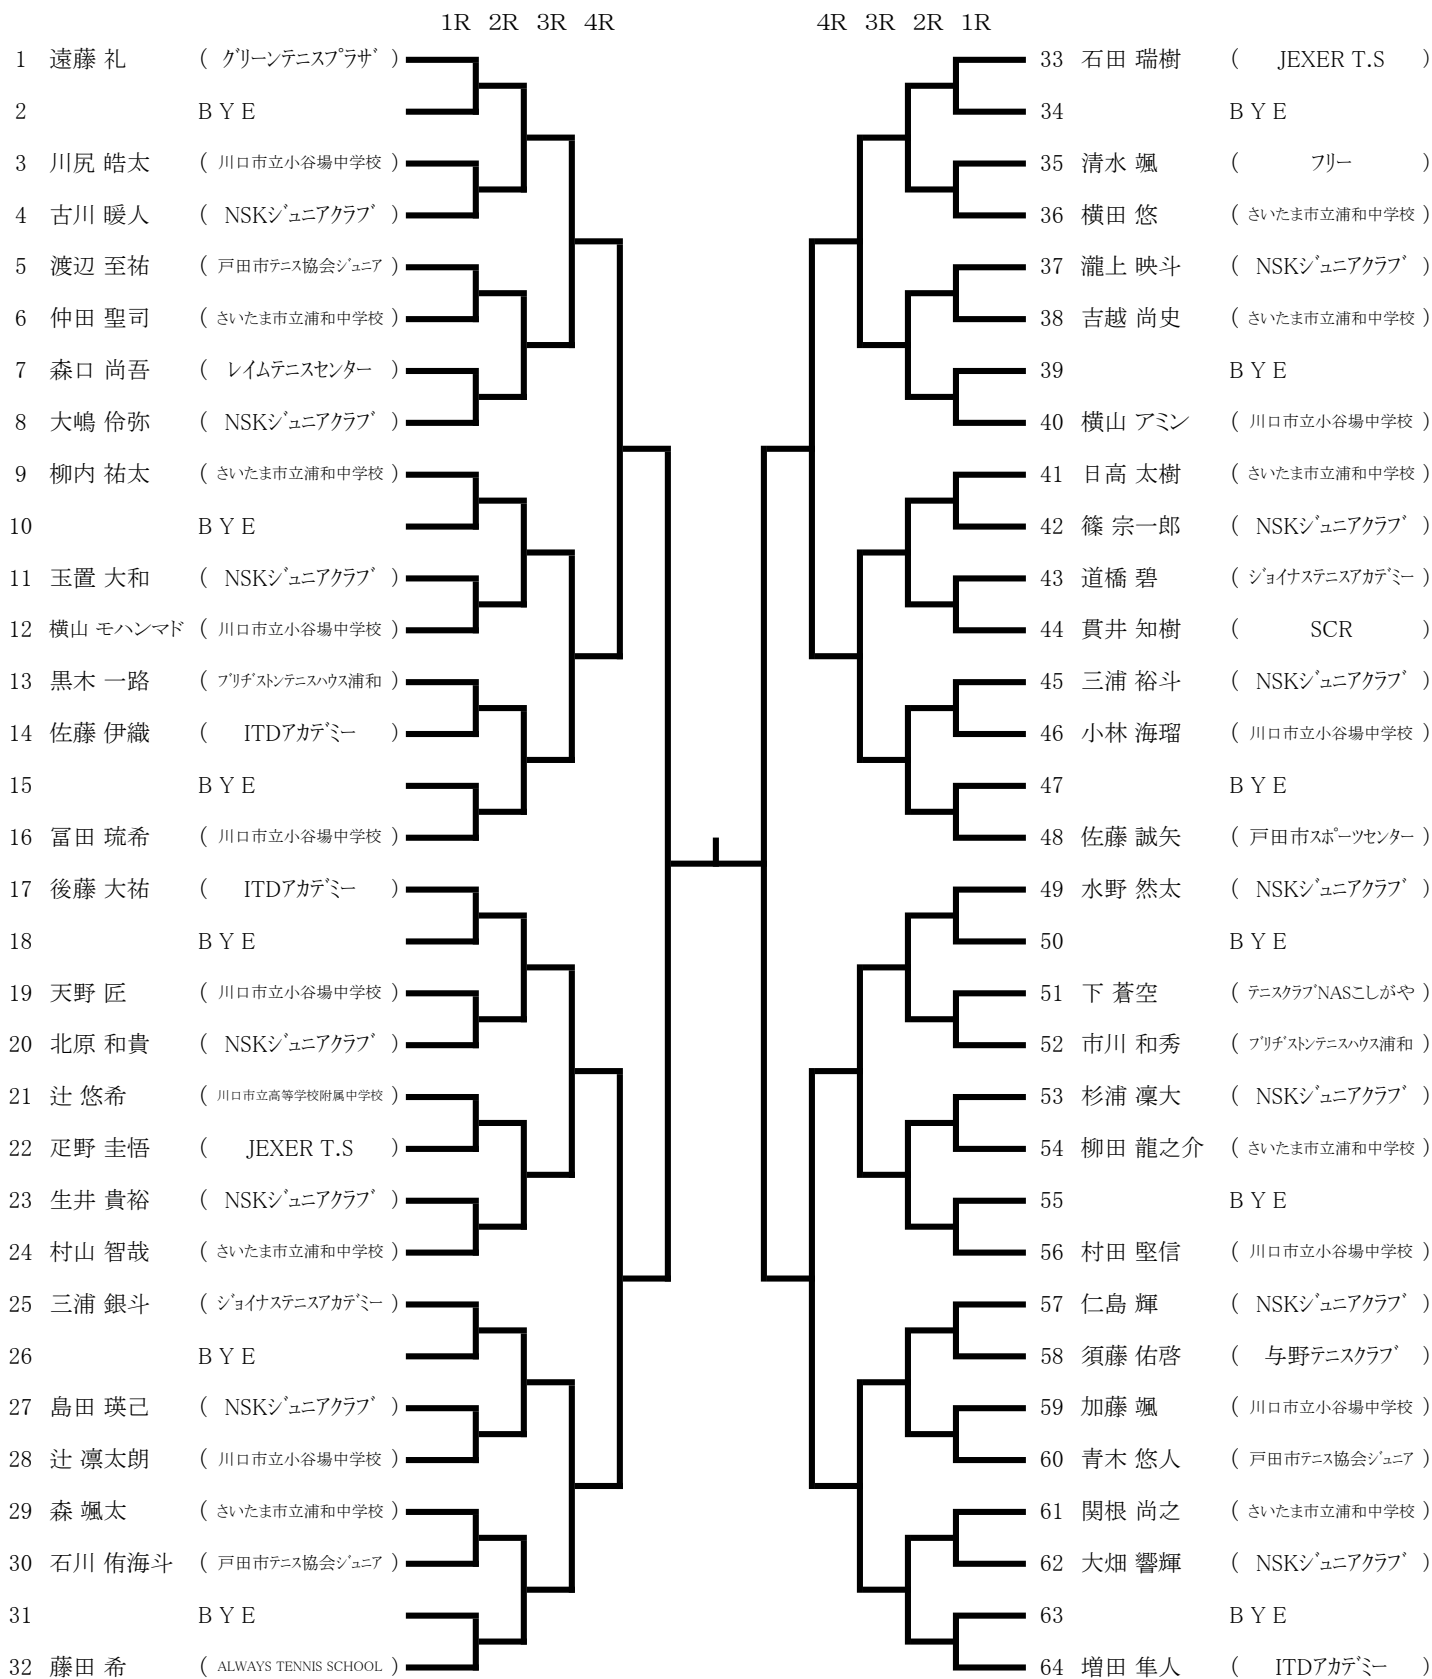 1R 2R 3R 4R
1 遠藤 礼 ( グリーンテニスプラザ )
2 BYE
3 川尻 皓太 ( 川口市立小谷場中学校 )
4 古川 暖人 ( NSKジュニアクラブ )
5 渡辺 至祐 ( 戸田市テニス協会ジュニア )
6 仲田 聖司 ( さいたま市立浦和中学校 )
7 森口 尚吾 ( レイムテニスセンター )
8 大嶋 伶弥 ( NSKジュニアクラブ )
9 柳内 祐太 ( さいたま市立浦和中学校 )
10 BYE
11 玉置 大和 ( NSKジュニアクラブ )
12 横山 モハンマド ( 川口市立小谷場中学校 )
13 黒木 一路 ( ブリヂストンテニスハウス浦和 )
14 佐藤 伊織 ( ITDアカデミー )
15 BYE
16 冨田 琉希 ( 川口市立小谷場中学校 )
17 後藤 大祐 ( ITDアカデミー )
18 BYE
19 天野 匠 ( 川口市立小谷場中学校 )
20 北原 和貴 ( NSKジュニアクラブ )
21 辻 悠希 ( 川口市立高等学校附属中学校 )
22 疋野 圭悟 ( JEXER T.S )
23 生井 貴裕 ( NSKジュニアクラブ )
24 村山 智哉 ( さいたま市立浦和中学校 )
25 三浦 銀斗 ( ジョイナステニスアカデミー )
26 BYE
27 島田 瑛己 ( NSKジュニアクラブ )
28 辻 凛太朗 ( 川口市立小谷場中学校 )
29 森 颯太 ( さいたま市立浦和中学校 )
30 石川 侑海斗 ( 戸田市テニス協会ジュニア )
31 BYE
32 藤田 希 ( ALWAYS TENNIS SCHOOL )
4R 3R 2R 1R
33 石田 瑞樹 ( JEXER T.S )
34 BYE
35 清水 颯 ( フリー )
36 横田 悠 ( さいたま市立浦和中学校 )
37 瀧上 映斗 ( NSKジュニアクラブ )
38 吉越 尚史 ( さいたま市立浦和中学校 )
39 BYE
40 横山 アミン ( 川口市立小谷場中学校 )
41 日高 太樹 ( さいたま市立浦和中学校 )
42 篠 宗一郎 ( NSKジュニアクラブ )
43 道橋 碧 ( ジョイナステニスアカデミー )
44 貫井 知樹 ( SCR )
45 三浦 裕斗 ( NSKジュニアクラブ )
46 小林 海瑠 ( 川口市立小谷場中学校 )
47 BYE
48 佐藤 誠矢 ( 戸田市スポーツセンター )
49 水野 然太 ( NSKジュニアクラブ )
50 BYE
51 下 蒼空 ( テニスクラブNASこしがや )
52 市川 和秀 ( ブリヂストンテニスハウス浦和 )
53 杉浦 凜大 ( NSKジュニアクラブ )
54 柳田 龍之介 ( さいたま市立浦和中学校 )
55 BYE
56 村田 堅信 ( 川口市立小谷場中学校 )
57 仁島 輝 ( NSKジュニアクラブ )
58 須藤 佑啓 ( 与野テニスクラブ )
59 加藤 颯 ( 川口市立小谷場中学校 )
60 青木 悠人 ( 戸田市テニス協会ジュニア )
61 関根 尚之 ( さいたま市立浦和中学校 )
62 大畑 響輝 ( NSKジュニアクラブ )
63 BYE
64 増田 隼人 ( ITDアカデミー )